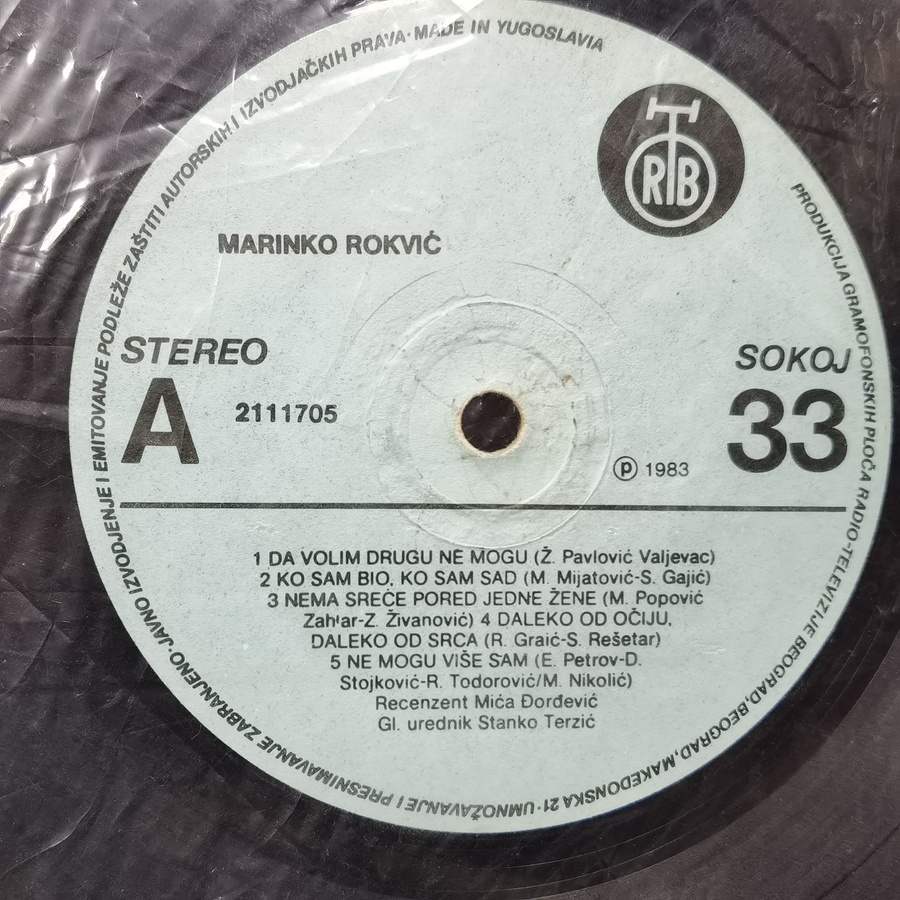 JAVNO IZVODJENJE I EMITOVANJE PODLEŽE ZAŠTITI AUTORSKIH I IZVODJAČKIH PRAVA · MADE IN YUGOSLAVIA
RTB
PRODUKCIJA GRAMOFONSKIH PLOČA RADIO-TELEVIZIJE BEOGRAD, BEOGRAD, MAKEDONSKA 21 · UMNOŽAVANJE I PRESNIMAVANJE ZABRANJENO ·
MARINKO ROKVIĆ
STEREO
SOKOJ
A
2111705
33
℗ 1983
1 DA VOLIM DRUGU NE MOGU (Ž. Pavlović Valjevac)
2 KO SAM BIO, KO SAM SAD (M. Mijatović-S. Gajić)
3 NEMA SREĆE PORED JEDNE ŽENE (M. Popović
Zahar-Z. Živanović) 4 DALEKO OD OČIJU,
DALEKO OD SRCA (R. Graić-S. Rešetar)
5 NE MOGU VIŠE SAM (E. Petrov-D.
Stojković-R. Todorović/M. Nikolić)
Recenzent Mića Đorđević
Gl. urednik Stanko Terzić